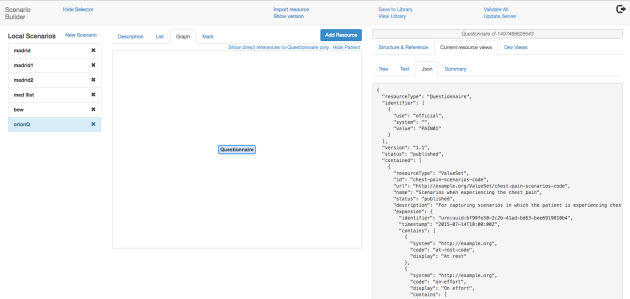 Scenario Builder
Hide Selector
Import resource
Show version
Save to Library
View Library
Validate All
Update Server
Local Scenarios
New Scenario
madrid ×
madrid1 ×
madrid2 ×
med llist ×
bew ×
orionQ ×
Description List Graph Mark
Add Resource
Show direct references to Questionnaire only Hide Patient
Questionnaire
Questionnaire cf-1497488628543
Structure & Reference Current resource views Dev Views
Tree Text Json Summary
{
"resourceType": "Questionnaire",
"identifier": [
{
"use": "official",
"system": "",
"value": "PAIN01"
}
],
"version": "1.1",
"status": "published",
"contained": [
{
"resourceType": "ValueSet",
"id": "chest-pain-scenarios-code",
"url": "http://example.org/ValueSet/chest-pain-scenarios-code",
"name": "Scenarios when experiencing the chest pain",
"status": "published",
"description": "For capturing scenarios in which the patient is experiencing ches
"expansion": {
"identifier": "urn:uuid:bf99fe50-2c2b-41ad-bd63-bee6919810b4",
"timestamp": "2015-07-14T10:00:00Z",
"contains": [
{
"system": "http://example.org",
"code": "at-rest-code",
"display": "At rest"
},
{
"system": "http://example.org",
"code": "on-effort",
"display": "On effort",
"contains": [